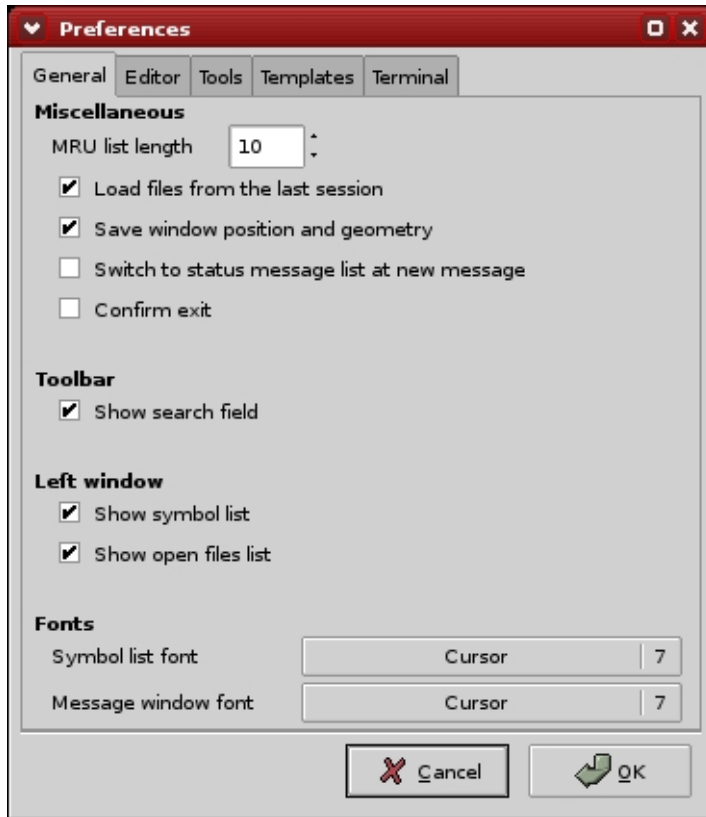 Preferences
General Editor Tools Templates Terminal
Miscellaneous
MRU list length 10
Load files from the last session
Save window position and geometry
Switch to status message list at new message
Confirm exit
Toolbar
Show search field
Left window
Show symbol list
Show open files list
Fonts
Symbol list font Cursor 7
Message window font Cursor 7
Cancel OK